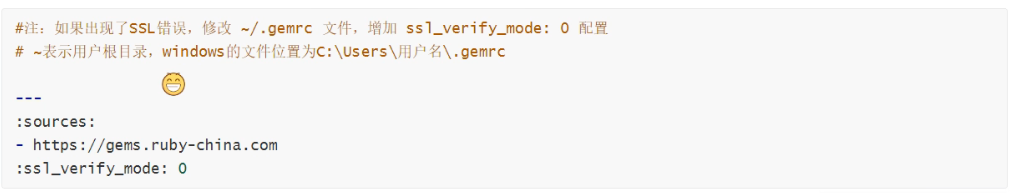 #注：如果出现了SSL错误，修改 ~/.gemrc 文件，增加 ssl_verify_mode: 0 配置
# ~表示用户根目录，windows的文件位置为C:\Users\用户名\.gemrc
---
:sources:
- https://gems.ruby-china.com
:ssl_verify_mode: 0